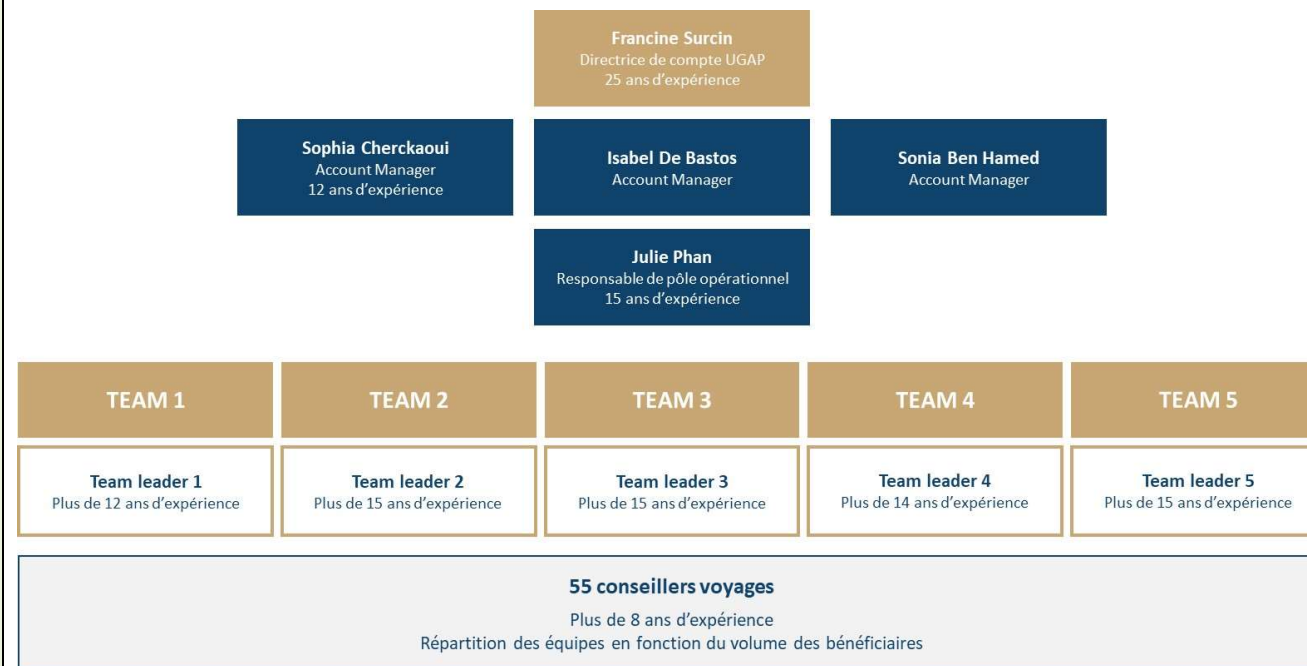 Francine Surcin
Directrice de compte UGAP
25 ans d’expérience
Sophia Cherckaoui
Account Manager
12 ans d’expérience
Isabel De Bastos
Account Manager
Sonia Ben Hamed
Account Manager
Julie Phan
Responsable de pôle opérationnel
15 ans d’expérience
TEAM 1
TEAM 2
TEAM 3
TEAM 4
TEAM 5
Team leader 1
Plus de 12 ans d’expérience
Team leader 2
Plus de 15 ans d’expérience
Team leader 3
Plus de 15 ans d’expérience
Team leader 4
Plus de 14 ans d’expérience
Team leader 5
Plus de 15 ans d’expérience
55 conseillers voyages
Plus de 8 ans d’expérience
Répartition des équipes en fonction du volume des bénéficiaires